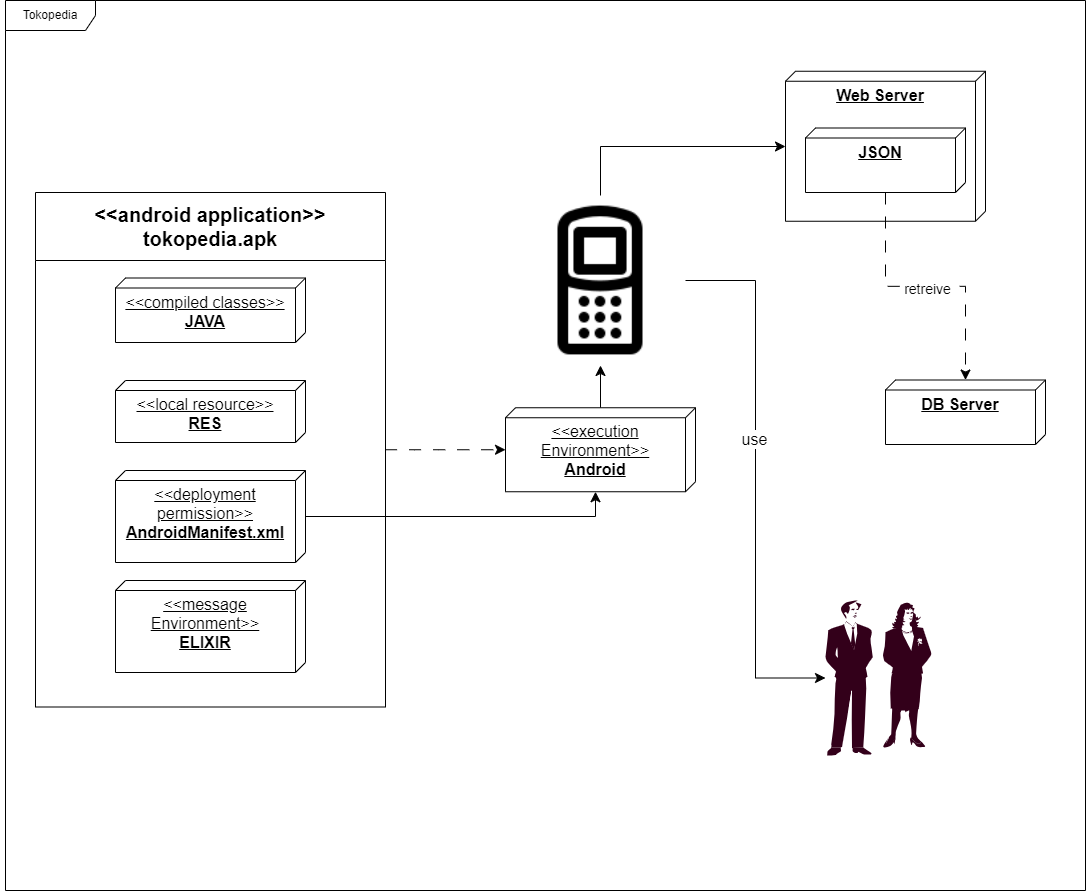 Tokopedia
<<android application>>
tokopedia.apk
<<compiled classes>>
JAVA
<<local resource>>
RES
<<deployment
permission>>
AndroidManifest.xml
<<message
Environment>>
ELIXIR
<<execution
Environment>>
Android
Web Server
JSON
retreive
DB Server
use